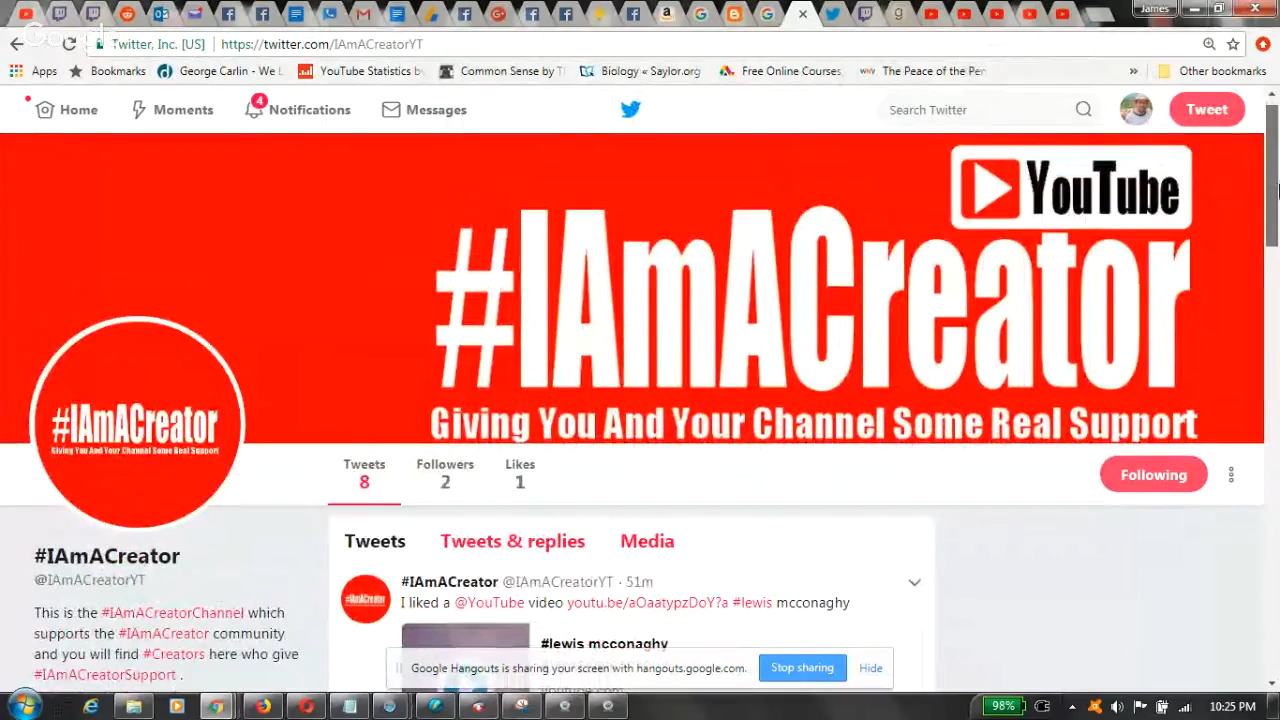 James
Twitter, Inc. [US]
https://twitter.com/IAmACreatorYT
Apps
Bookmarks
George Carlin - We L
YouTube Statistics b
Common Sense by T
Biology « Saylor.org
Free Online Courses,
WHY
The Peace of the Per
»
Other bookmarks
Home
Moments
4
Notifications
Messages
Search Twitter
Tweet
YouTube
#IAmACreator
Giving You And Your Channel Some Real Support
#IAmACreator
Giving You And Your Channel Some Real Support
Tweets
8
Followers
2
Likes
1
Following
#IAmACreator
@IAmACreatorYT
This is the #IAmACreatorChannel which
supports the #IAmACreator community
and you will find #Creators here who give
#IAmACreatorSupport .
Tweets
Tweets & replies
Media
#IAmACreator
#IAmACreator @IAmACreatorYT · 51m
I liked a @YouTube video youtu.be/aOaatypzDoY?a #lewis mcconaghy
#lewis mcconaghy
Google Hangouts is sharing your screen with hangouts.google.com.
Stop sharing
Hide
98%
10:25 PM